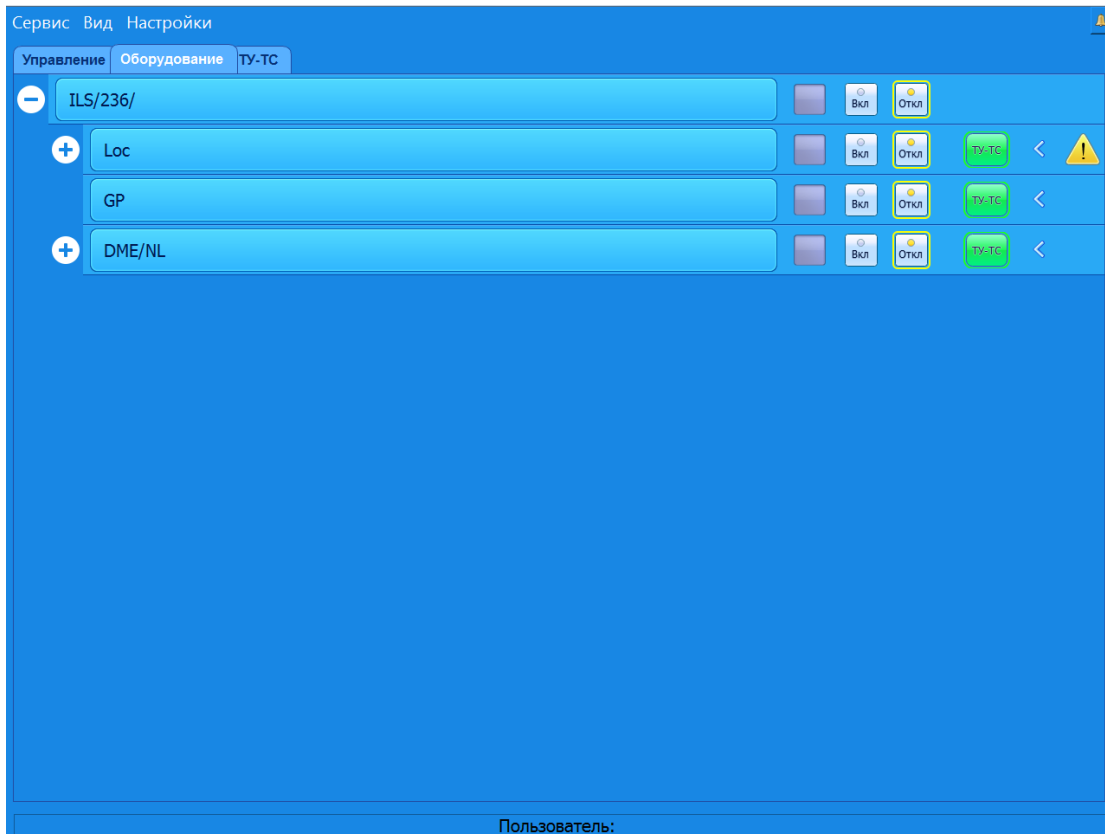 Сервис Вид Настройки
Управление Оборудование ТУ-ТС
ILS/236/ Вкл Откл
Loc Вкл Откл ТУ-ТС
GP Вкл Откл ТУ-ТС
DME/NL Вкл Откл ТУ-ТС
Пользователь: